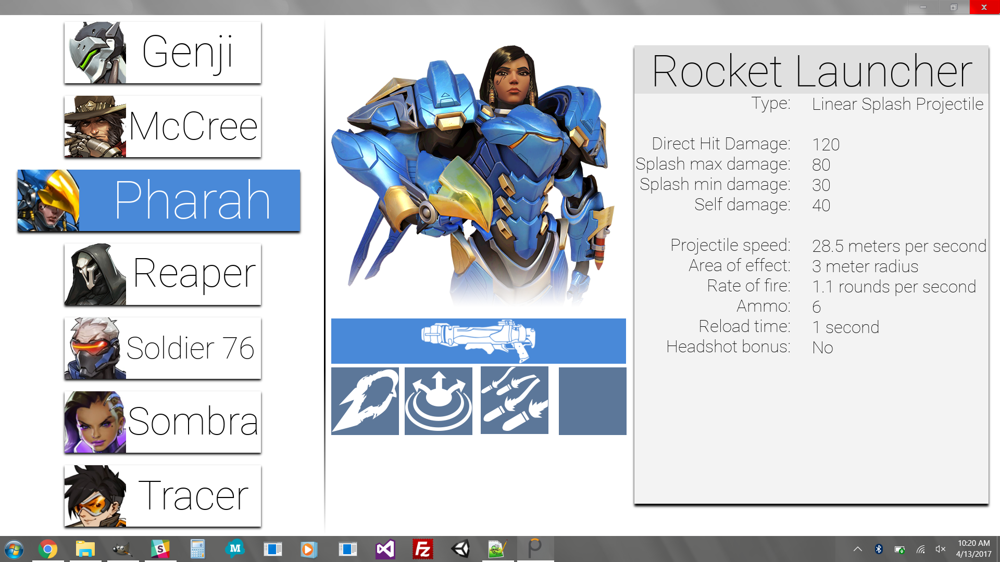 Genji
McCree
Pharah
Reaper
Soldier 76
Sombra
Tracer
Rocket Launcher
Type: Linear Splash Projectile
Direct Hit Damage: 120
Splash max damage: 80
Splash min damage: 30
Self damage: 40
Projectile speed: 28.5 meters per second
Area of effect: 3 meter radius
Rate of fire: 1.1 rounds per second
Ammo: 6
Reload time: 1 second
Headshot bonus: No
S
M
Fz
10:20 AM
4/13/2017